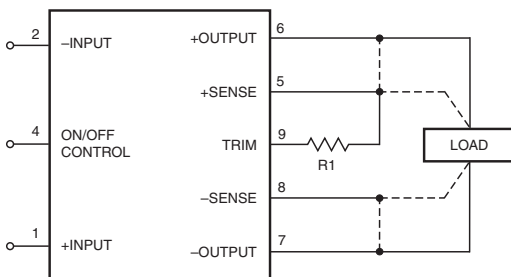 2
–INPUT
+OUTPUT
6
+SENSE
5
4
ON/OFF
CONTROL
TRIM
9
R1
LOAD
–SENSE
8
1
+INPUT
–OUTPUT
7